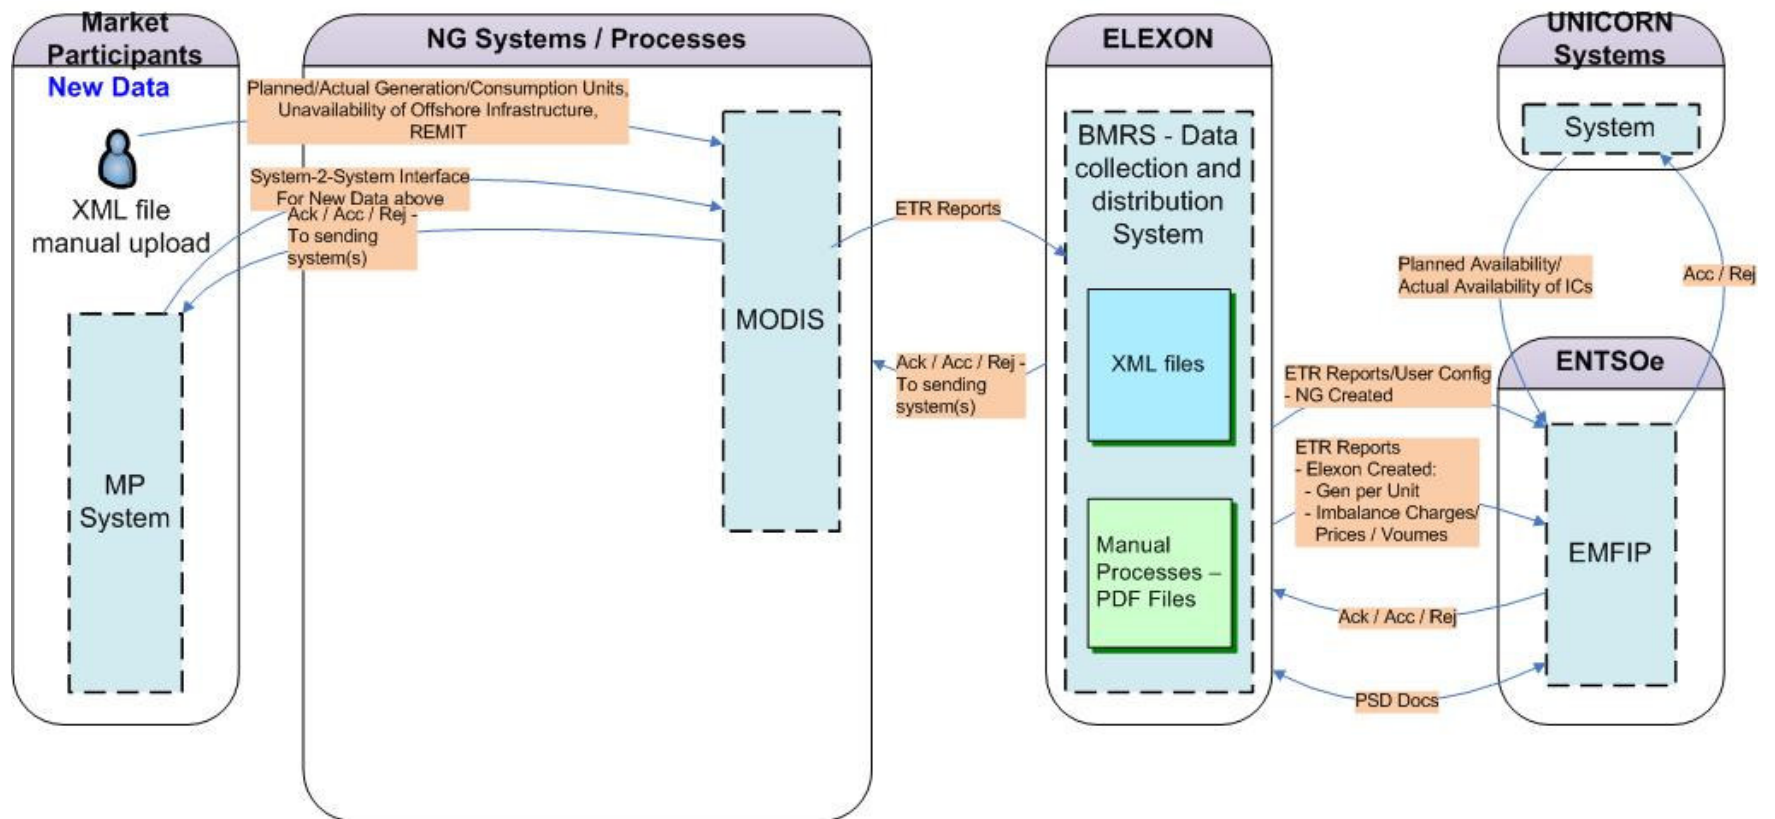 Market
Participants
New Data
XML file
manual upload
MP
System
NG Systems / Processes
Planned/Actual Generation/Consumption Units,
Unavailability of Offshore Infrastructure,
REMIT
System-2-System Interface
For New Data above
Ack / Acc / Rej -
To sending
system(s)
MODIS
ETR Reports
Ack / Acc / Rej -
To sending
system(s)
ELEXON
BMRS - Data
collection and
distribution
System
XML files
Manual
Processes –
PDF Files
UNICORN
Systems
System
Planned Availability/
Actual Availability of ICs
Acc / Rej
ETR Reports/User Config
- NG Created
ETR Reports
- Elexon Created:
- Gen per Unit
- Imbalance Charges/
Prices / Voumes
Ack / Acc / Rej
PSD Docs
ENTSOe
EMFIP